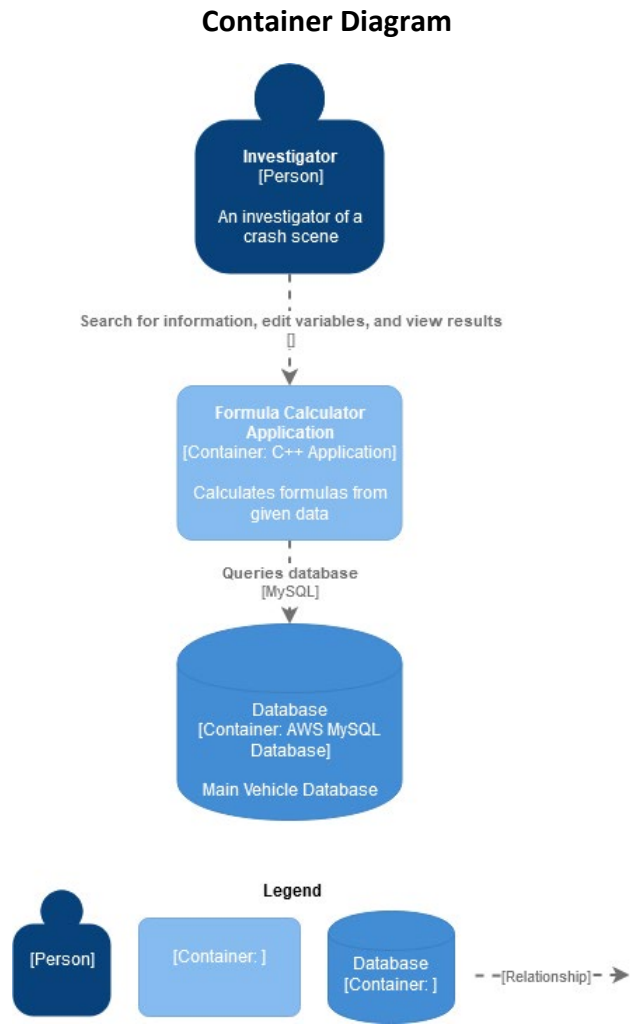 Container Diagram
Investigator
[Person]
An investigator of a
crash scene
Search for information, edit variables, and view results
[]
Formula Calculator
Application
[Container: C++ Application]
Calculates formulas from
given data
Queries database
[MySQL]
Database
[Container: AWS MySQL
Database]
Main Vehicle Database
Legend
[Person]
[Container: ]
Database
[Container: ]
[Relationship]